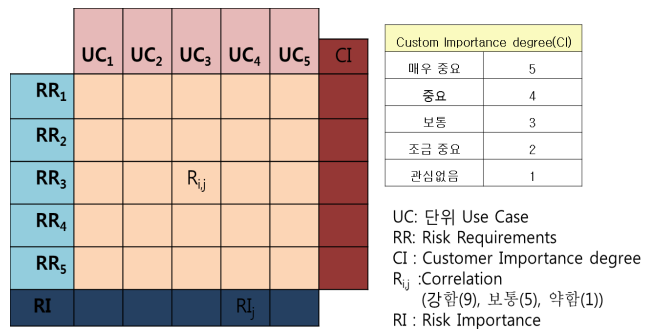 UC1 UC2 UC3 UC4 UC5 CI
RR1
RR2
RR3 Ri,j
RR4
RR5
RI RIj
Custom Importance degree(CI)
매우 중요 5
중요 4
보통 3
조금 중요 2
관심없음 1
UC: 단위 Use Case
RR: Risk Requirements
CI : Customer Importance degree
Ri,j :Correlation
(강함(9), 보통(5), 약함(1))
RI : Risk Importance